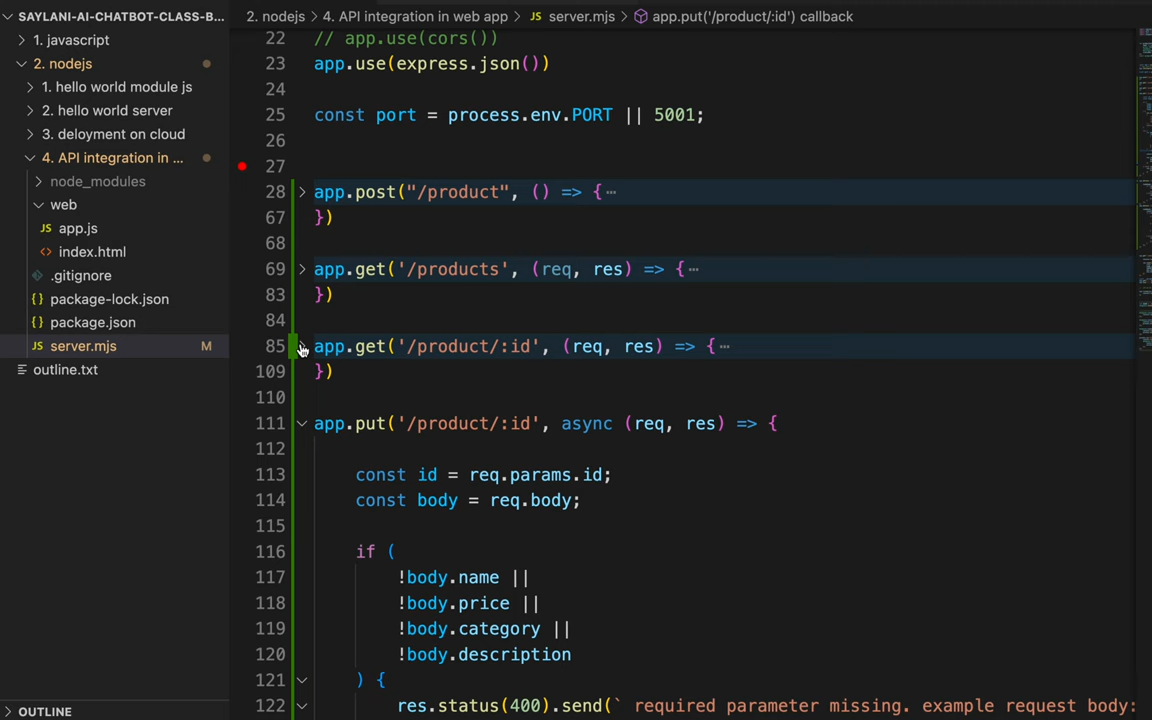 SAYLANI-AI-CHATBOT-CLASS-B...
1. javascript
2. nodejs
1. hello world module js
2. hello world server
3. deloyment on cloud
4. API integration in ...
node_modules
web
JS app.js
<> index.html
.gitignore
{} package-lock.json
{} package.json
JS server.mjs M
outline.txt
OUTLINE
2. nodejs > 4. API integration in web app > JS server.mjs > app.put('/product/:id') callback
22 // app.use(cors())
23 app.use(express.json())
24
25 const port = process.env.PORT || 5001;
26
27
28 app.post("/product", () => {…
67 })
68
69 app.get('/products', (req, res) => {…
83 })
84
85 app.get('/product/:id', (req, res) => {…
109 })
110
111 app.put('/product/:id', async (req, res) => {
112
113 const id = req.params.id;
114 const body = req.body;
115
116 if (
117 !body.name ||
118 !body.price ||
119 !body.category ||
120 !body.description
121 ) {
122 res.status(400).send(` required parameter missing. example request body: